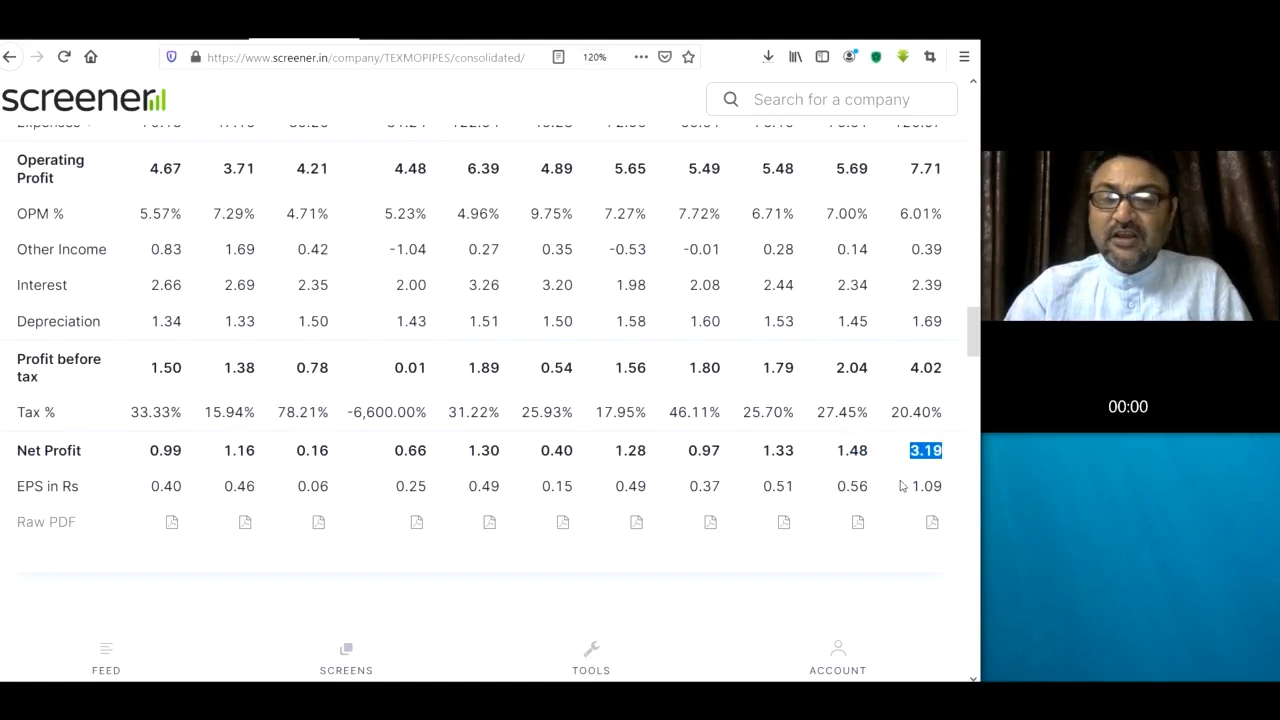 https://www.screener.in/company/TEXMOPIPES/consolidated/ 120%
screener
Search for a company
Operating Profit 4.67 3.71 4.21 4.48 6.39 4.89 5.65 5.49 5.48 5.69 7.71
OPM % 5.57% 7.29% 4.71% 5.23% 4.96% 9.75% 7.27% 7.72% 6.71% 7.00% 6.01%
Other Income 0.83 1.69 0.42 -1.04 0.27 0.35 -0.53 -0.01 0.28 0.14 0.39
Interest 2.66 2.69 2.35 2.00 3.26 3.20 1.98 2.08 2.44 2.34 2.39
Depreciation 1.34 1.33 1.50 1.43 1.51 1.50 1.58 1.60 1.53 1.45 1.69
Profit before tax 1.50 1.38 0.78 0.01 1.89 0.54 1.56 1.80 1.79 2.04 4.02
Tax % 33.33% 15.94% 78.21% -6,600.00% 31.22% 25.93% 17.95% 46.11% 25.70% 27.45% 20.40%
Net Profit 0.99 1.16 0.16 0.66 1.30 0.40 1.28 0.97 1.33 1.48 3.19
EPS in Rs 0.40 0.46 0.06 0.25 0.49 0.15 0.49 0.37 0.51 0.56 1.09
Raw PDF
FEED SCREENS TOOLS ACCOUNT
00:00